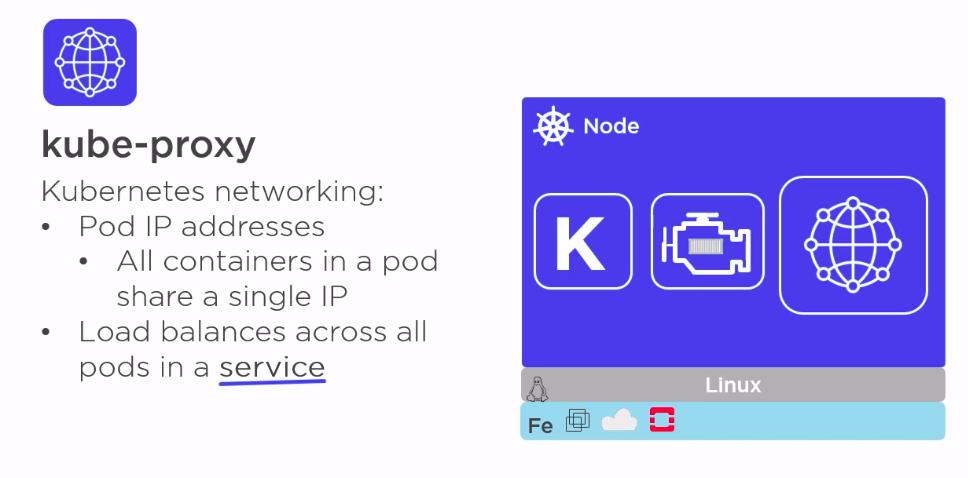 kube-proxy
Kubernetes networking:
• Pod IP addresses
• All containers in a pod
share a single IP
• Load balances across all
pods in a service
Node
K
Linux
Fe